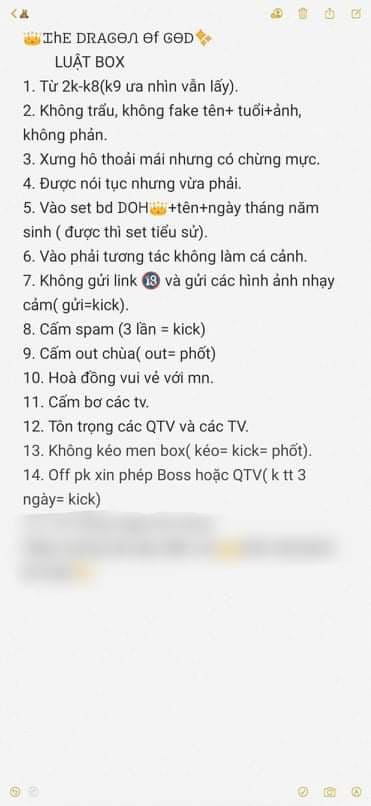 👑ꮖhE DRAGꮎꮑ ꮎf GꮎD✨
LUẬT BOX
1. Từ 2k-k8(k9 ưa nhìn vẫn lấy).
2. Không trẩu, không fake tên+ tuổi+ảnh,
không phản.
3. Xưng hô thoải mái nhưng có chừng mực.
4. Được nói tục nhưng vừa phải.
5. Vào set bd DOH👑+tên+ngày tháng năm
sinh ( được thì set tiểu sử).
6. Vào phải tương tác không làm cá cảnh.
7. Không gửi link 🔞 và gửi các hình ảnh nhạy
cảm( gửi=kick).
8. Cấm spam (3 lần = kick)
9. Cấm out chùa( out= phốt)
10. Hoà đồng vui vẻ với mn.
11. Cấm bơ các tv.
12. Tôn trọng các QTV và các TV.
13. Không kéo men box( kéo= kick= phốt).
14. Off pk xin phép Boss hoặc QTV( k tt 3
ngày= kick)